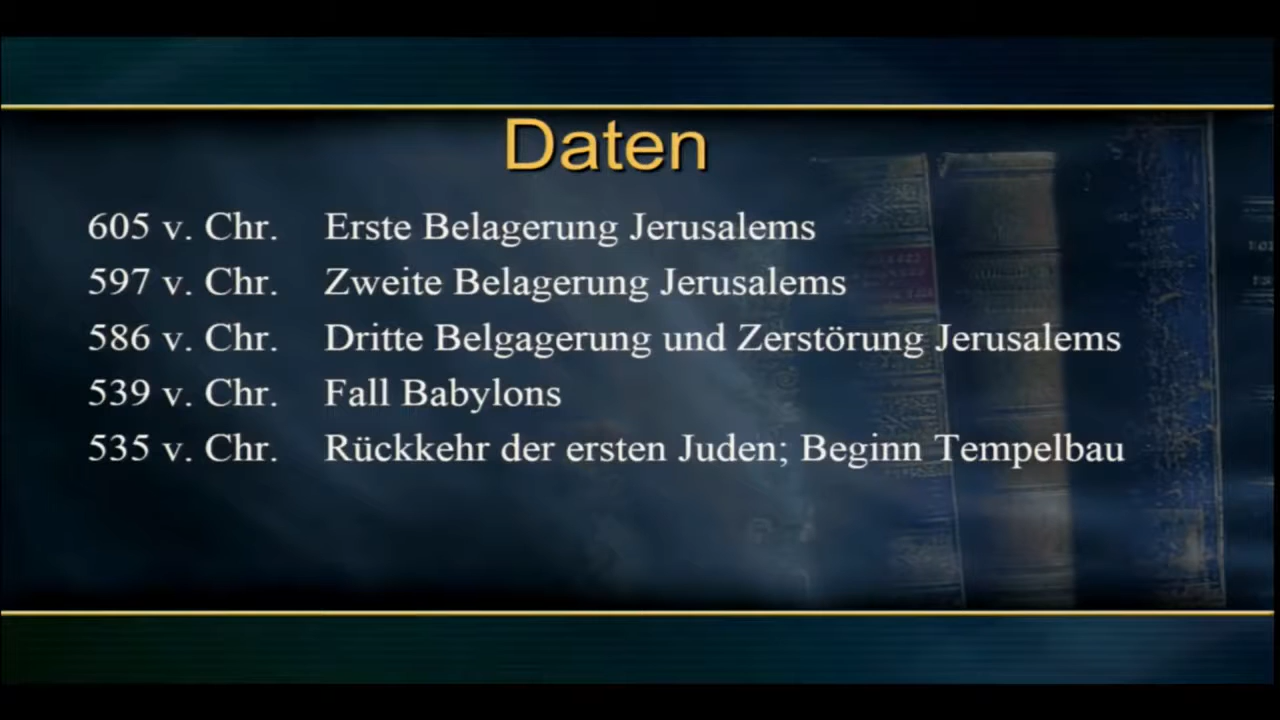 Daten
605 v. Chr. Erste Belagerung Jerusalems
597 v. Chr. Zweite Belagerung Jerusalems
586 v. Chr. Dritte Belgagerung und Zerstörung Jerusalems
539 v. Chr. Fall Babylons
535 v. Chr. Rückkehr der ersten Juden; Beginn Tempelbau